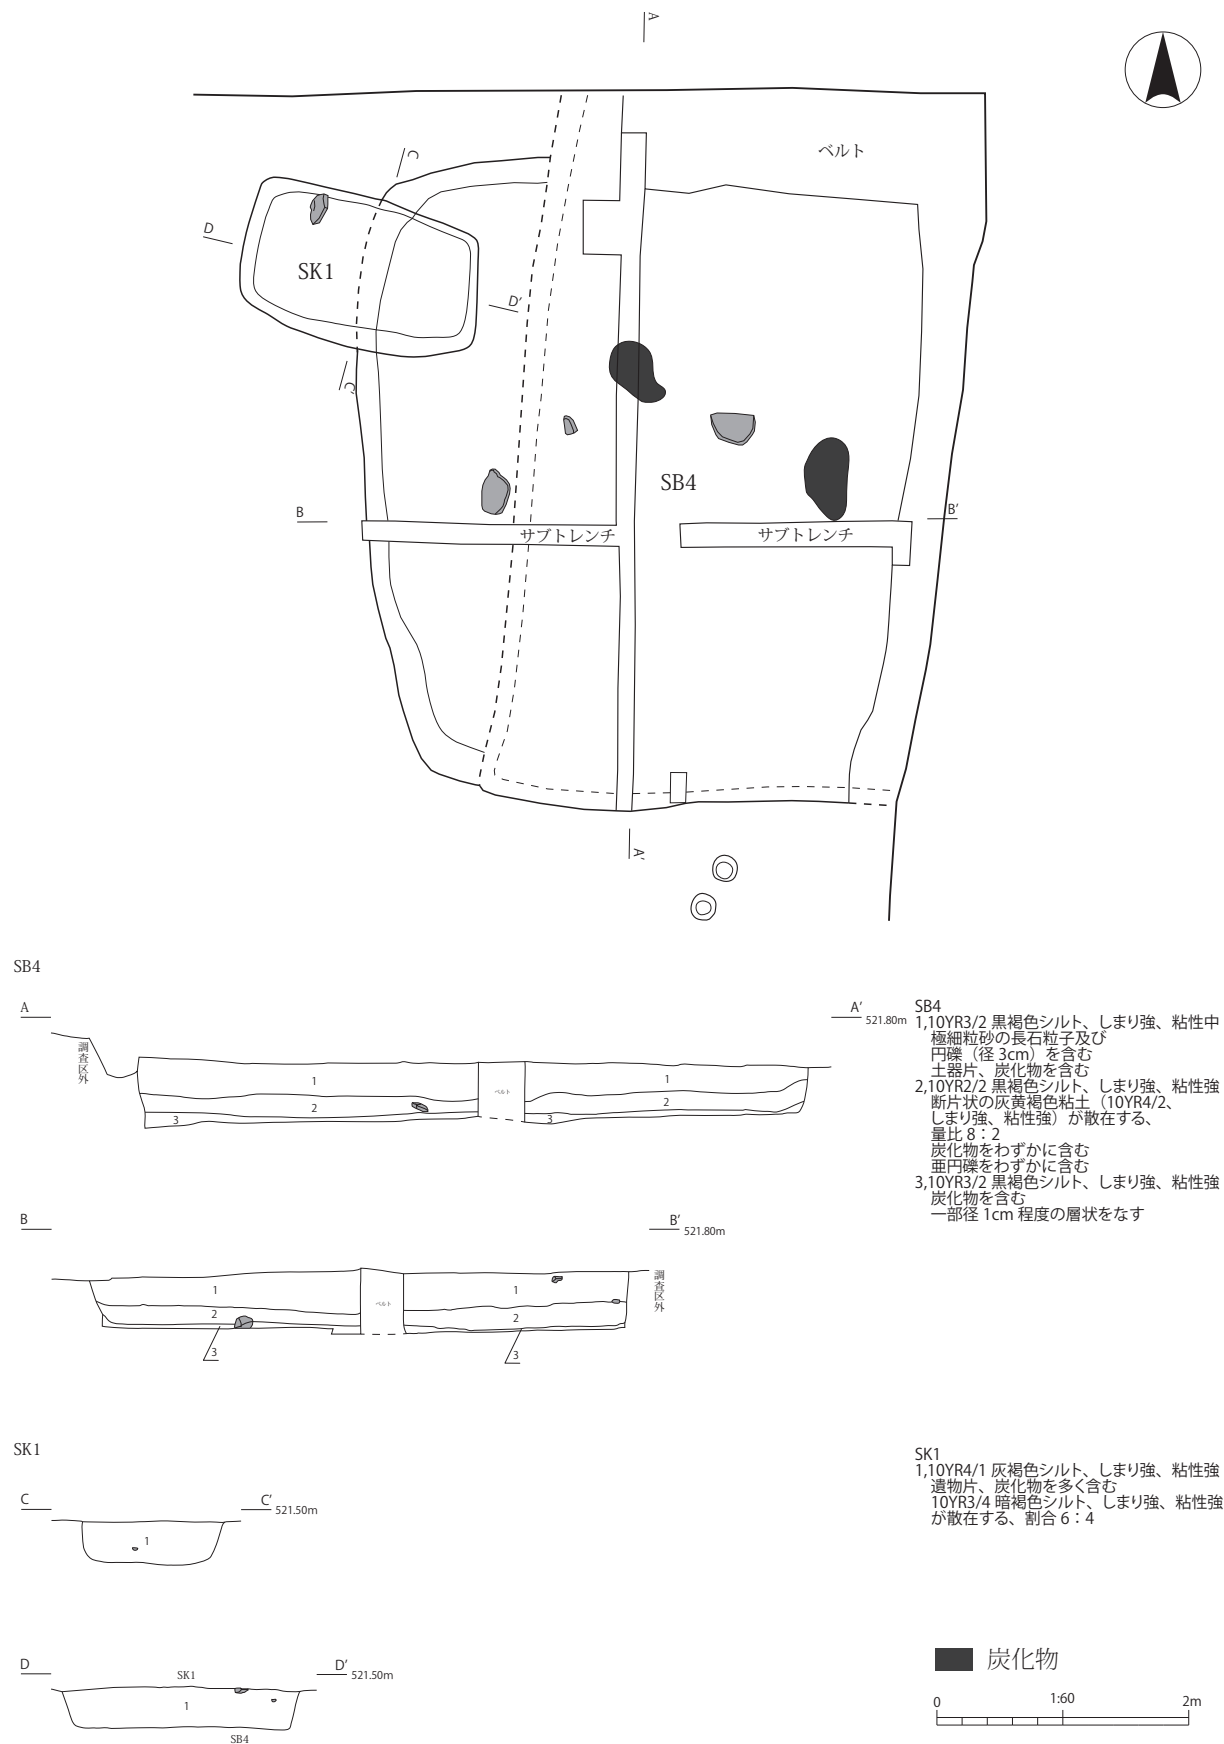 A
ベルト
C
D
SK1
D'
C'
SB4
B
B'
サブトレンチ
サブトレンチ
A'
SB4
A
A'
521.80m
調査区外
1
1
ベルト
2
2
3
3
B
B'
521.80m
調査区外
1
1
ベルト
2
2
3
3
SB4
1,10YR3/2 黒褐色シルト、しまり強、粘性中
極細粒砂の長石粒子及び
円礫（径 3cm）を含む
土器片、炭化物を含む
2,10YR2/2 黒褐色シルト、しまり強、粘性強
断片状の灰黄褐色粘土（10YR4/2、
しまり強、粘性強）が散在する、
量比 8：2
炭化物をわずかに含む
亜円礫をわずかに含む
3,10YR3/2 黒褐色シルト、しまり強、粘性強
炭化物を含む
一部径 1cm 程度の層状をなす
SK1
C
C'
521.50m
1
D
D'
521.50m
SK1
1
SB4
SK1
1,10YR4/1 灰褐色シルト、しまり強、粘性強
遺物片、炭化物を多く含む
10YR3/4 暗褐色シルト、しまり強、粘性強
が散在する、割合 6：4
炭化物
0 1:60 2m